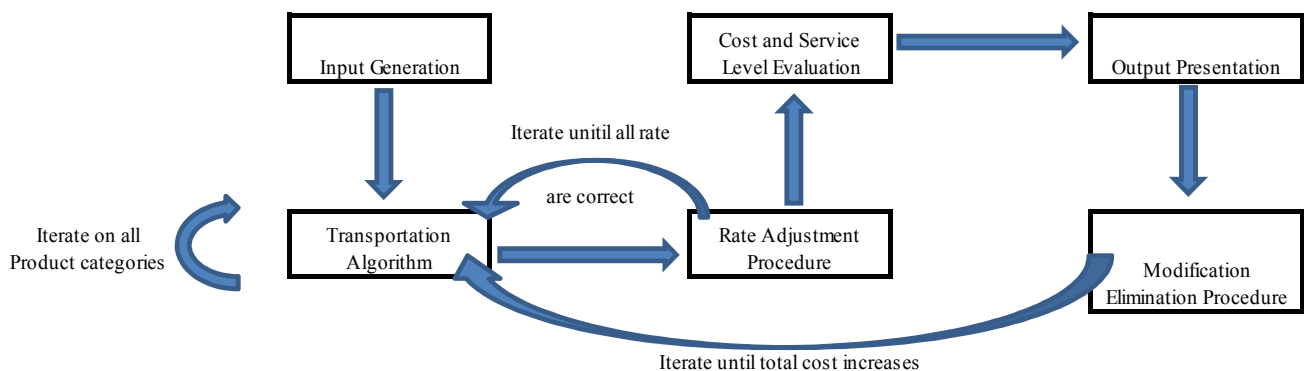 Input Generation
Cost and Service
Level Evaluation
Output Presentation
Iterate unitil all rate
are correct
Iterate on all
Product categories
Transportation
Algorithm
Rate Adjustment
Procedure
Modification
Elimination Procedure
Iterate until total cost increases